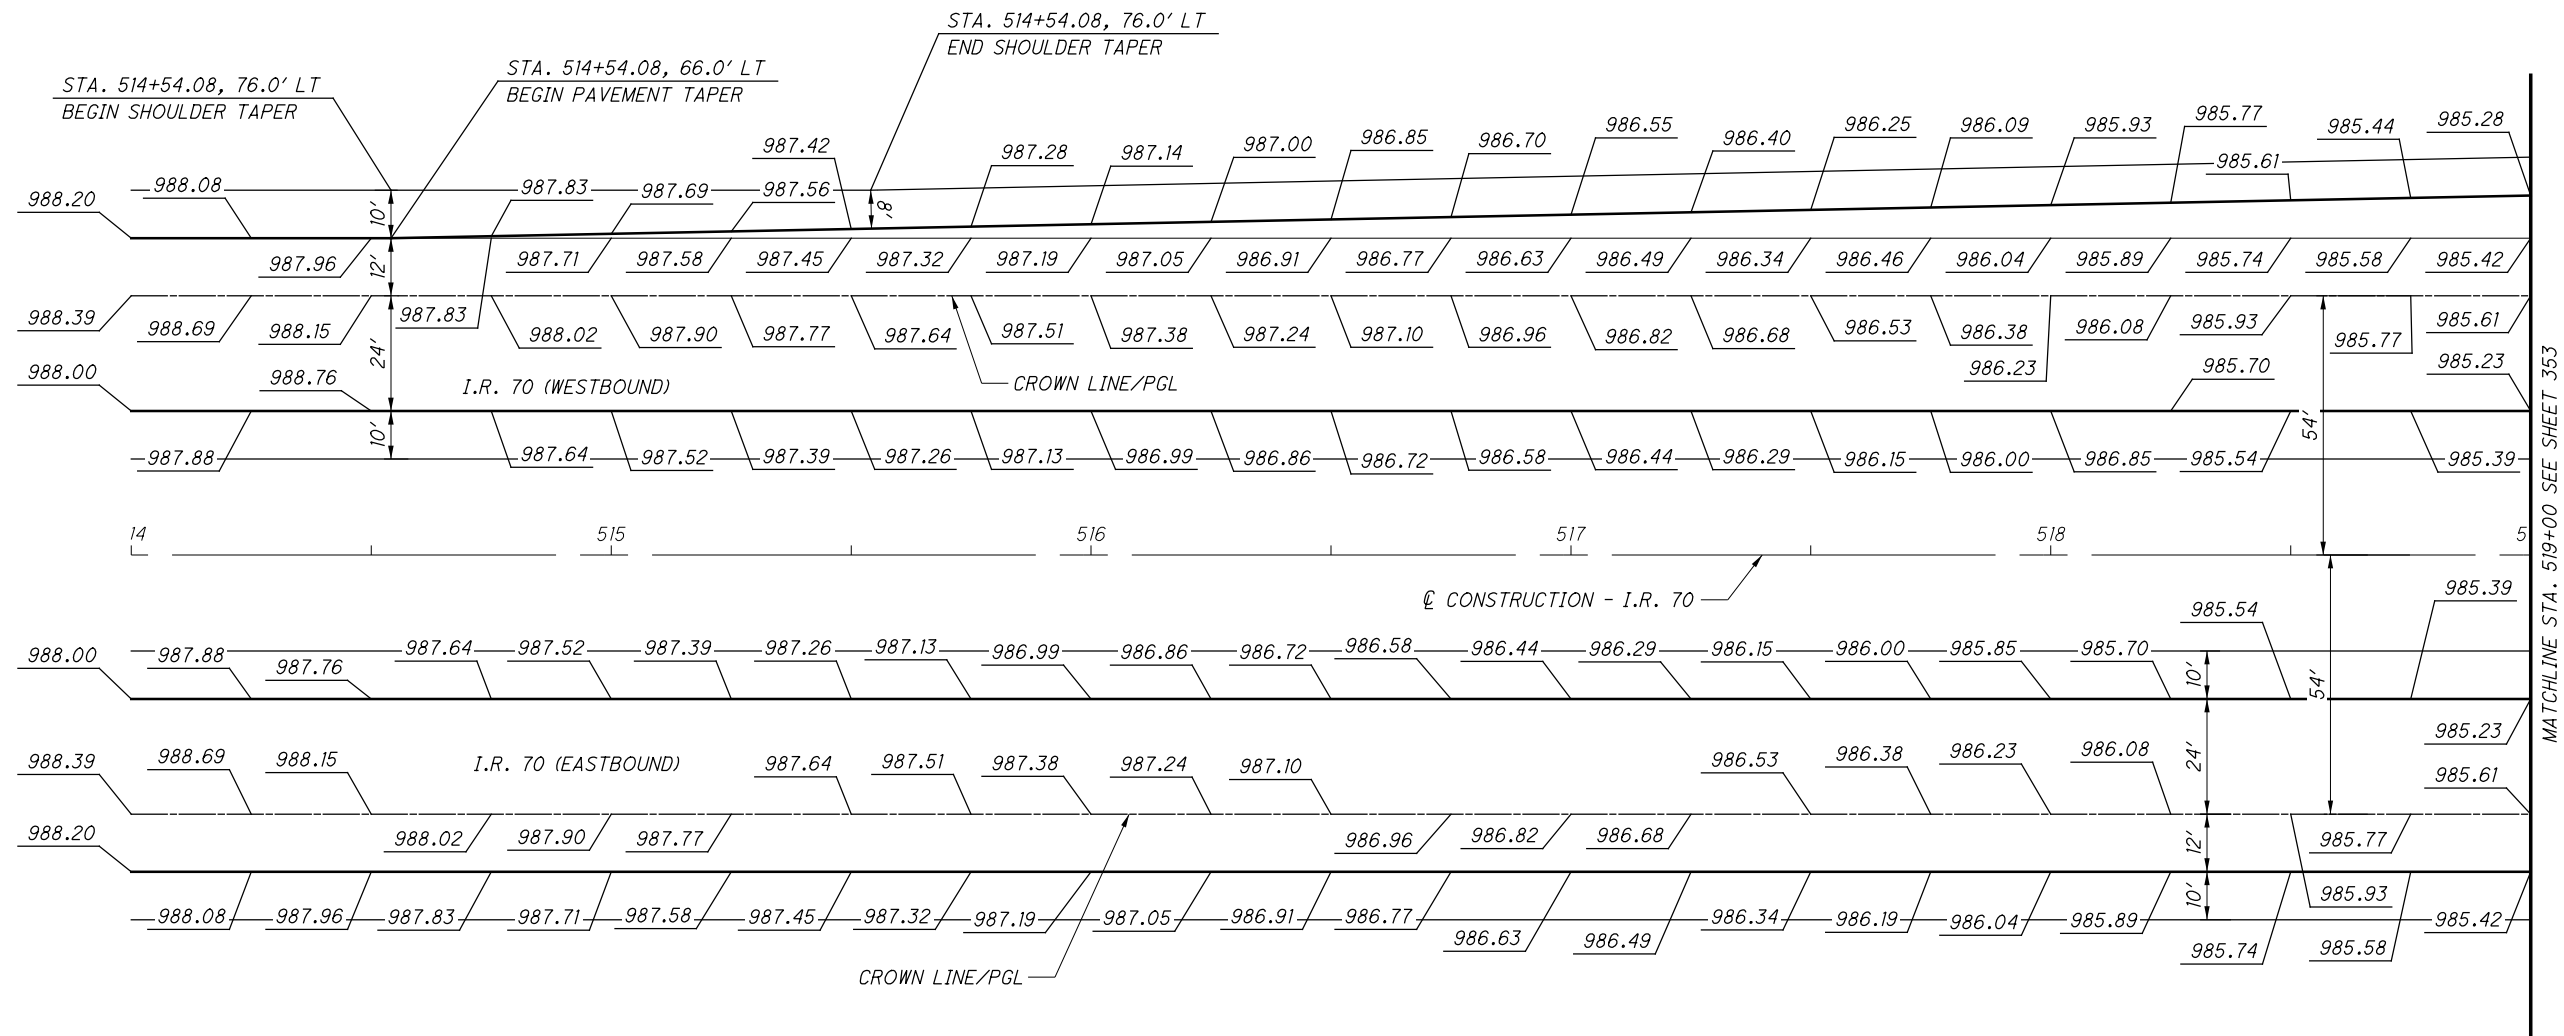 STA. 514+54.08, 76.0' LT
END SHOULDER TAPER
STA. 514+54.08, 66.0' LT
BEGIN PAVEMENT TAPER
STA. 514+54.08, 76.0' LT
BEGIN SHOULDER TAPER
987.42 987.28 987.14 987.00 986.85 986.70 986.55 986.40 986.25 986.09 985.93 985.77 985.61 985.44 985.28
988.20 988.08 987.83 987.69 987.56
10'
8'
987.96 987.71 987.58 987.45 987.32 987.19 987.05 986.91 986.77 986.63 986.49 986.34 986.46 986.04 985.89 985.74 985.58 985.42
12'
988.39 988.69 988.15 987.83 988.02 987.90 987.77 987.64 987.51 987.38 987.24 987.10 986.96 986.82 986.68 986.53 986.38 986.23 986.08 985.93 985.77 985.61
24'
988.00 988.76 I.R. 70 (WESTBOUND) CROWN LINE/PGL 985.70 985.23
10'
987.88 987.64 987.52 987.39 987.26 987.13 986.99 986.86 986.72 986.58 986.44 986.29 986.15 986.00 986.85 985.54 985.39
54'
14 515 516 517 518 5
℄ CONSTRUCTION - I.R. 70
MATCHLINE STA. 519+00 SEE SHEET 353
988.00 987.88 987.76 987.64 987.52 987.39 987.26 987.13 986.99 986.86 986.72 986.58 986.44 986.29 986.15 986.00 985.85 985.70 985.54 985.39
10'
54'
985.23
988.39 988.69 988.15 I.R. 70 (EASTBOUND) 987.64 987.51 987.38 987.24 987.10 986.53 986.38 986.23 986.08 985.61
24'
988.20 988.02 987.90 987.77 986.96 986.82 986.68 985.77
12'
985.93
10'
988.08 987.96 987.83 987.71 987.58 987.45 987.32 987.19 987.05 986.91 986.77 986.63 986.49 986.34 986.19 986.04 985.89 985.74 985.58 985.42
CROWN LINE/PGL